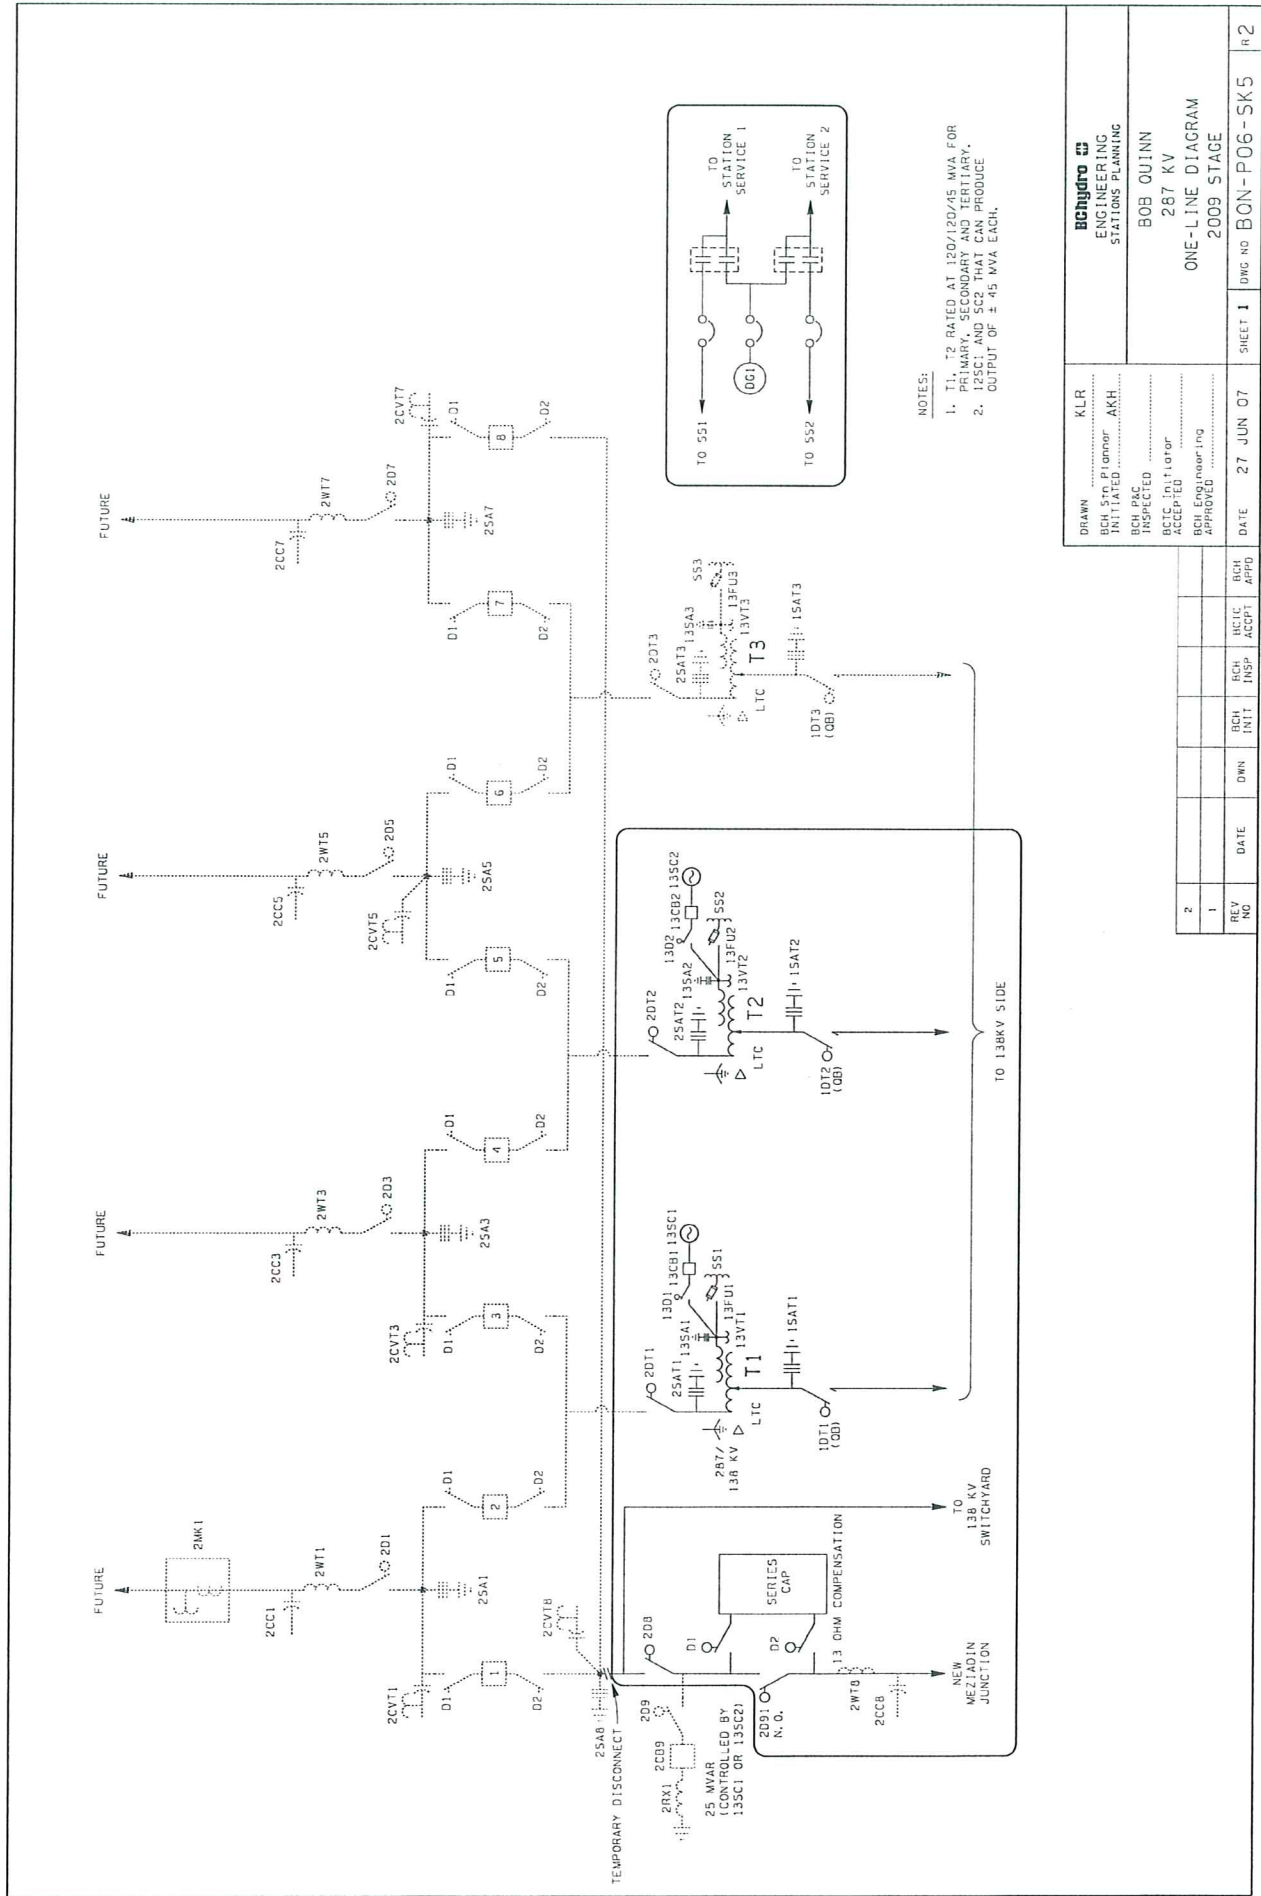 FUTURE
2MK1
2CC1
2WT1
2D1
2CVT1
2SA1
D1
1
D2
D1
2
D2
FUTURE
2CC3
2WT3
2D3
2CVT3
2SA3
D1
3
D2
D1
4
D2
FUTURE
2CC5
2WT5
2D5
2CVT5
2SA5
D1
5
D2
D1
6
D2
FUTURE
2CC7
2WT7
2D7
2CVT7
2SA7
D1
7
D2
D1
8
D2
2CVT8
2SA8
TEMPORARY DISCONNECT
2D8
2D9
2CB9
2RX1
25 MVAR
(CONTROLLED BY
13SC1 OR 13SC2)
D1
D2
SERIES
CAP
2D91
N.O.
13 OHM COMPENSATION
2WT8
2CC8
NEW
MEZIADIN
JUNCTION
TO
138 KV
SWITCHYARD
2DT1
2SAT1
13SA1
13D1
13CB1
13SC1
SS1
13FU1
13VT1
T1
LTC
287/
138 KV
1SAT1
1DT1
(QB)
2DT2
2SAT2
13SA2
13D2
13CB2
13SC2
SS2
13FU2
13VT2
T2
LTC
1SAT2
1DT2
(QB)
2DT3
2SAT3
13SA3
SS3
13FU3
13VT3
T3
LTC
1SAT3
1DT3
(QB)
TO 138KV SIDE
TO SS1
TO
STATION
SERVICE 1
DG1
TO SS2
TO
STATION
SERVICE 2
NOTES:
1. T1, T2 RATED AT 120/120/45 MVA FOR
PRIMARY, SECONDARY AND TERTIARY.
2. 12SC1 AND SC2 THAT CAN PRODUCE
OUTPUT OF ± 45 MVA EACH.
2
1
REV
NO
DATE
DWN
BCH
INIT
BCH
INSP
BCTC
ACCPT
BCH
APPD
DRAWN KLR
BCH Stn Planner
INITIATED AKH
BCH P&C
INSPECTED
BCTC Initiator
ACCEPTED
BCH Engineering
APPROVED
DATE 27 JUN 07
BChydro
ENGINEERING
STATIONS PLANNING
BOB QUINN
287 KV
ONE-LINE DIAGRAM
2009 STAGE
SHEET 1
DWG NO BQN-P06-SK5
R 2